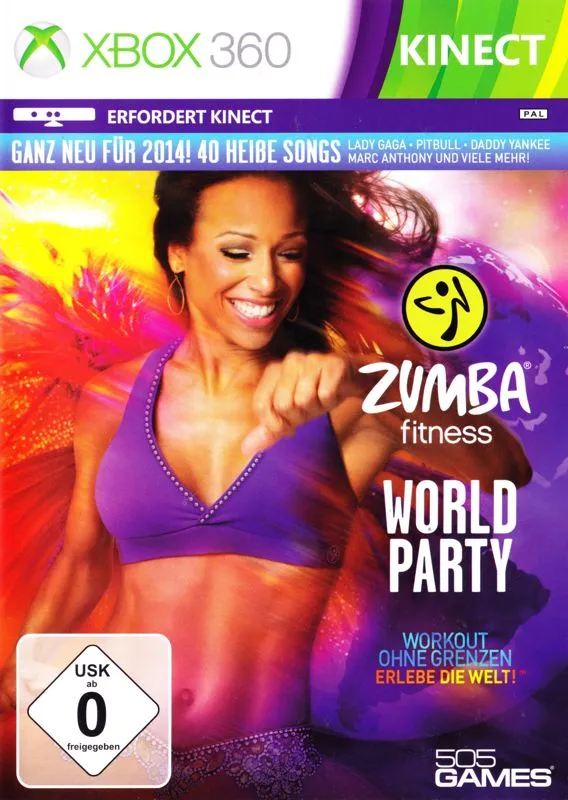 XBOX 360
KINECT
ERFORDERT KINECT
PAL
GANZ NEU FÜR 2014! 40 HEIßE SONGS
LADY GAGA • PITBULL • DADDY YANKEE
MARC ANTHONY UND VIELE MEHR!
ZUMBA®
fitness
WORLD
PARTY
WORKOUT
OHNE GRENZEN
ERLEBE DIE WELT!™
USK
ab
0
freigegeben
505
GAMES®